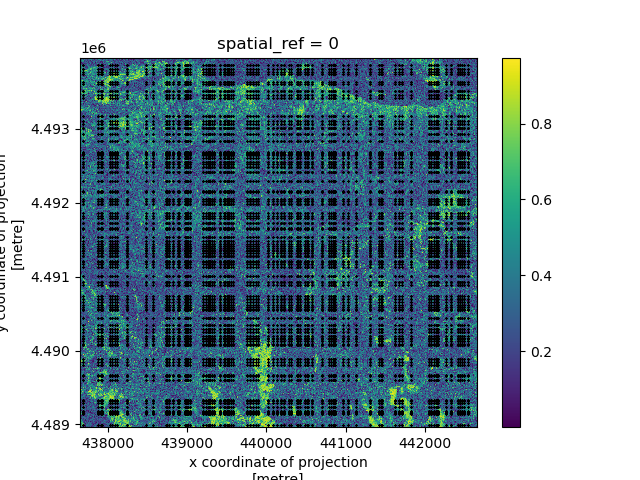 spatial_ref = 0
1e6
4.493
4.492
4.491
4.490
4.489
y coordinate of projection
[metre]
438000 439000 440000 441000 442000
x coordinate of projection
[metre]
0.8
0.6
0.4
0.2